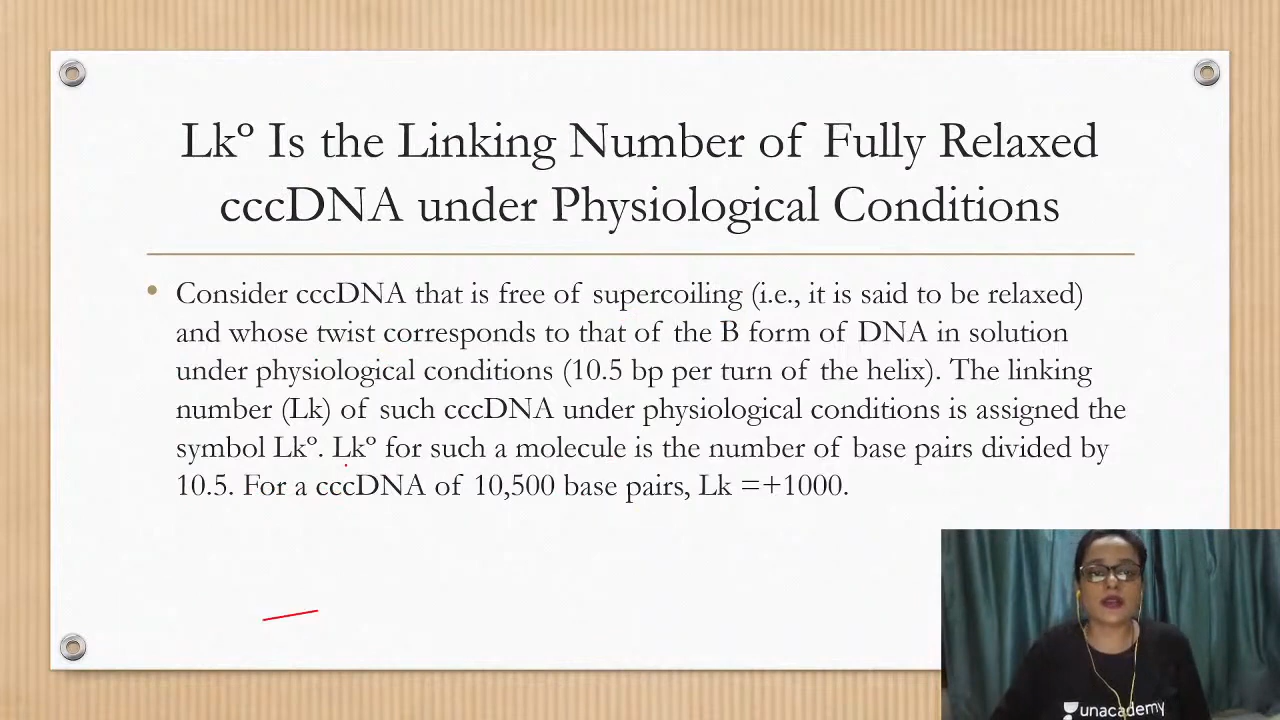 Lkº Is the Linking Number of Fully Relaxed
cccDNA under Physiological Conditions
• Consider cccDNA that is free of supercoiling (i.e., it is said to be relaxed)
and whose twist corresponds to that of the B form of DNA in solution
under physiological conditions (10.5 bp per turn of the helix). The linking
number (Lk) of such cccDNA under physiological conditions is assigned the
symbol Lkº. Lkº for such a molecule is the number of base pairs divided by
10.5. For a cccDNA of 10,500 base pairs, Lk =+1000.
unacademy